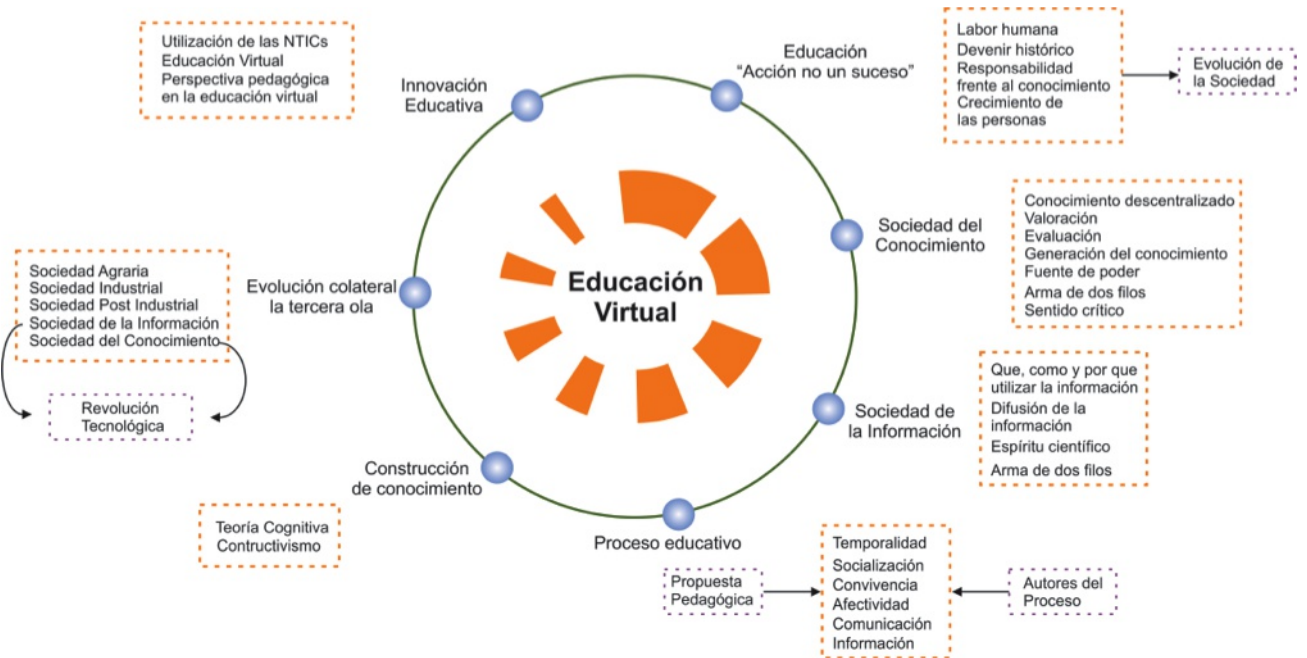 Utilización de las NTICs
Educación Virtual
Perspectiva pedagógica
en la educación virtual
Innovación
Educativa
Educación
“Acción no un suceso”
Labor humana
Devenir histórico
Responsabilidad
frente al conocimiento
Crecimiento de
las personas
Evolución de
la Sociedad
Sociedad del
Conocimiento
Conocimiento descentralizado
Valoración
Evaluación
Generación del conocimiento
Fuente de poder
Arma de dos filos
Sentido crítico
Educación
Virtual
Sociedad Agraria
Sociedad Industrial
Sociedad Post Industrial
Sociedad de la Información
Sociedad del Conocimiento
Evolución colateral
la tercera ola
Revolución
Tecnológica
Sociedad de
la Información
Que, como y por que
utilizar la información
Difusión de la
información
Espíritu científico
Arma de dos filos
Construcción
de conocimiento
Teoría Cognitiva
Contructivismo
Proceso educativo
Propuesta
Pedagógica
Temporalidad
Socialización
Convivencia
Afectividad
Comunicación
Información
Autores del
Proceso